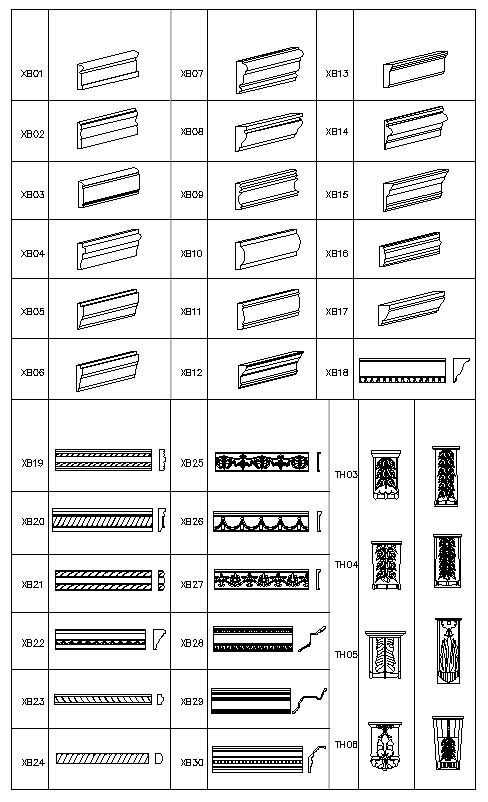 XB01 XB07 XB13
XB02 XB08 XB14
XB03 XB09 XB15
XB04 XB10 XB16
XB05 XB11 XB17
XB06 XB12 XB18
XB19 XB25 TH03
XB20 XB26
XB21 XB27 TH04
XB22 XB28 TH05
XB23 XB29
XB24 XB30 TH06